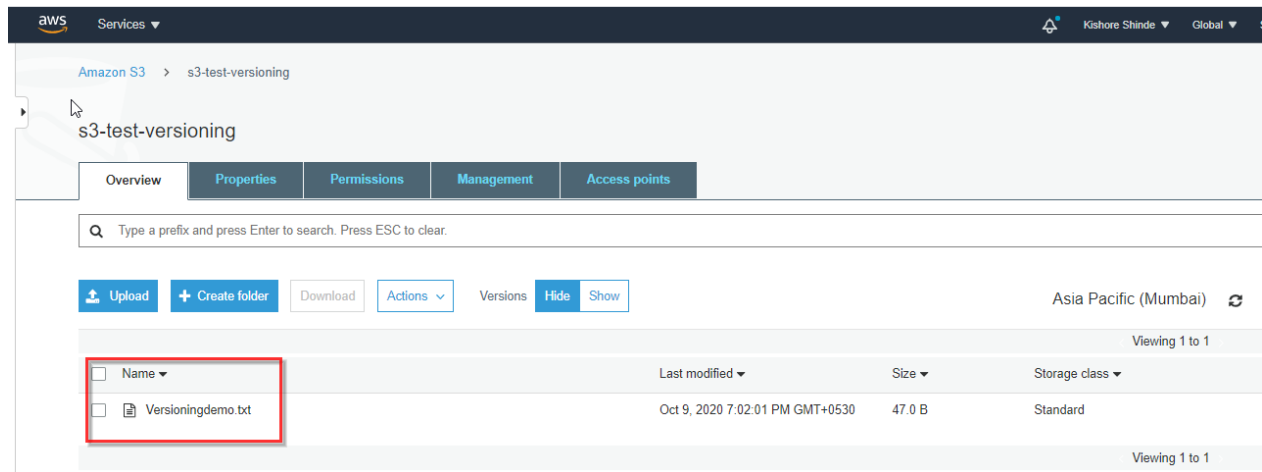 aws Services Kishore Shinde Global
Amazon S3 > s3-test-versioning
s3-test-versioning
Overview Properties Permissions Management Access points
Type a prefix and press Enter to search. Press ESC to clear.
Upload + Create folder Download Actions Versions Hide Show Asia Pacific (Mumbai)
Viewing 1 to 1
Name Last modified Size Storage class
Versioningdemo.txt Oct 9, 2020 7:02:01 PM GMT+0530 47.0 B Standard
Viewing 1 to 1